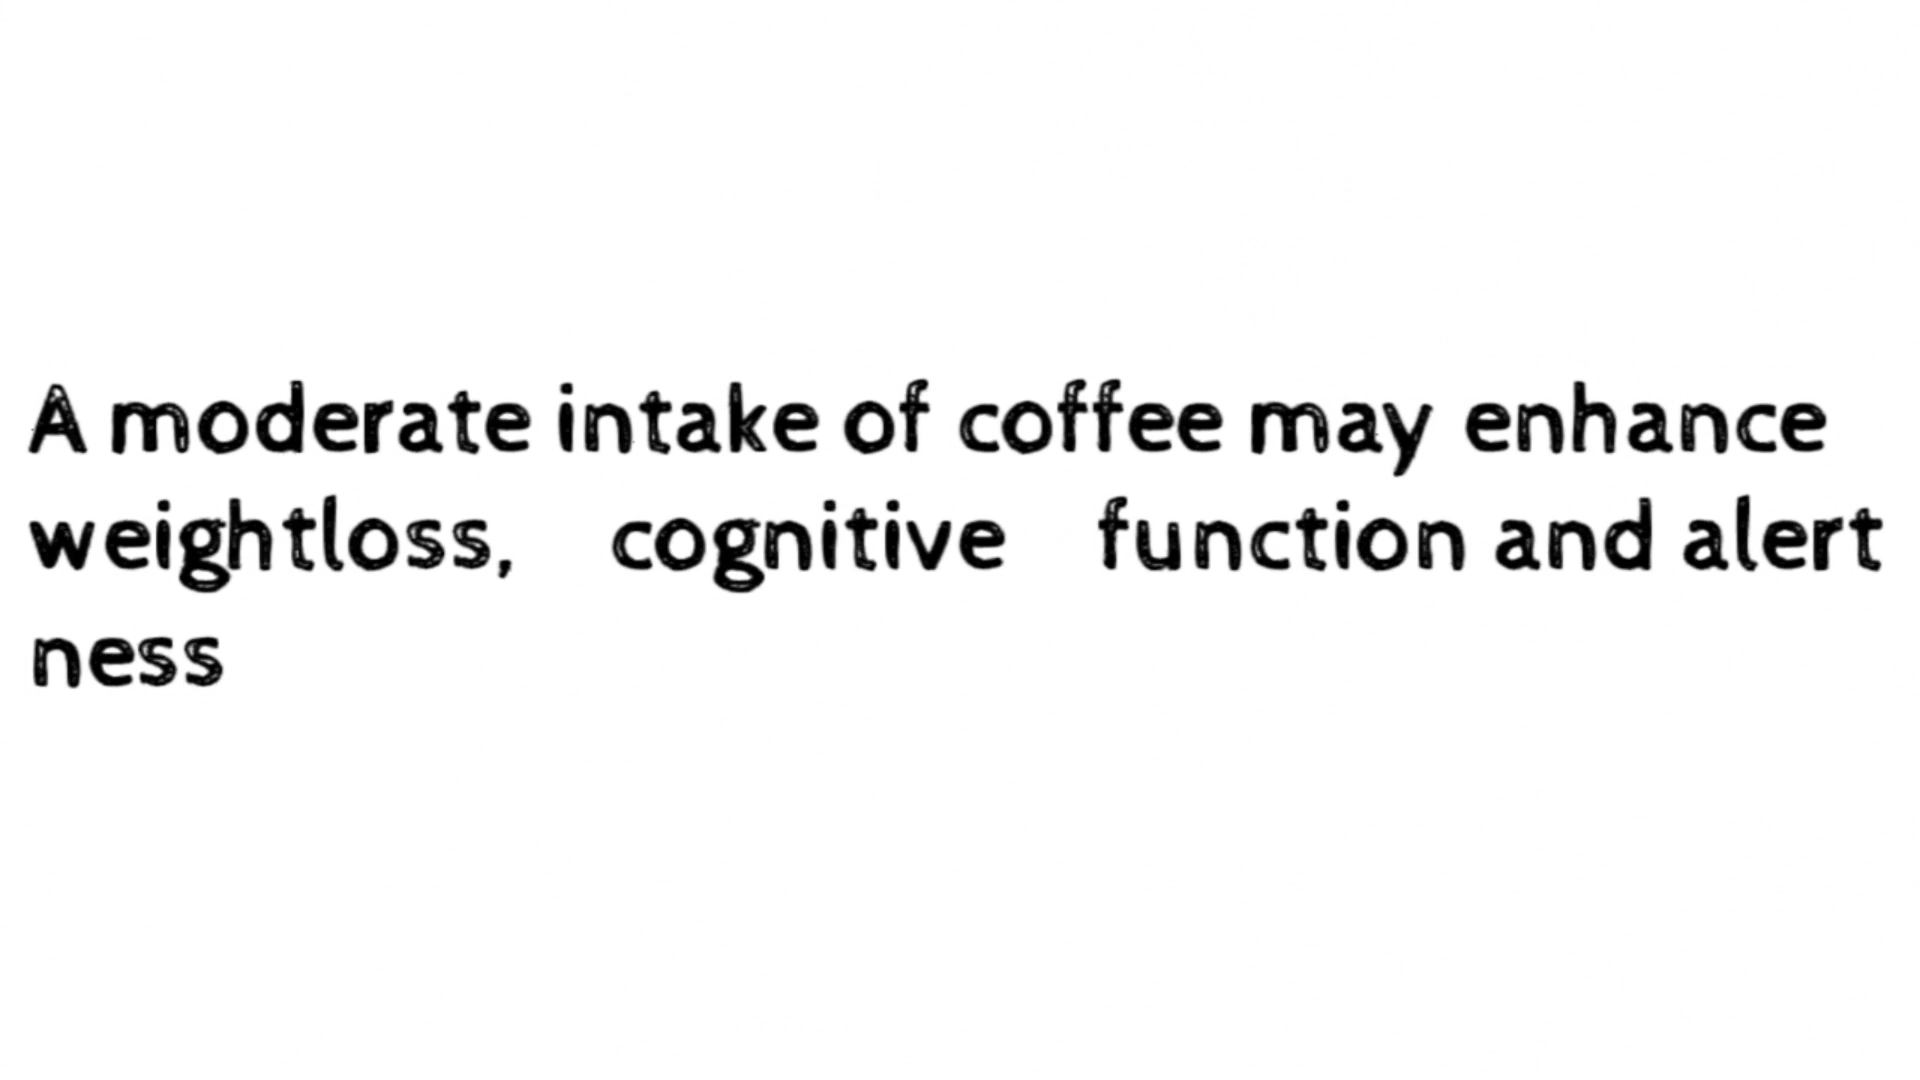 A moderate intake of coffee may enhance
weightloss, cognitive function and alert
ness